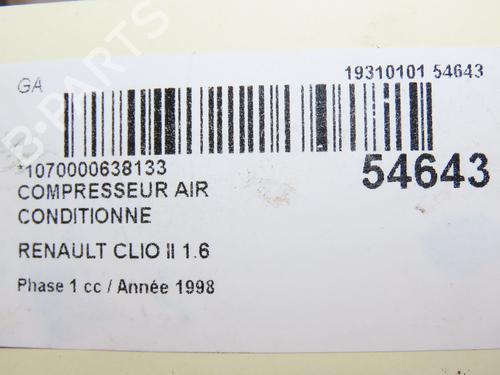 GA
19310101 54643
*1070000638133
54643
COMPRESSEUR AIR
CONDITIONNE
RENAULT CLIO II 1.6
Phase 1 cc / Année 1998
B-PARTS